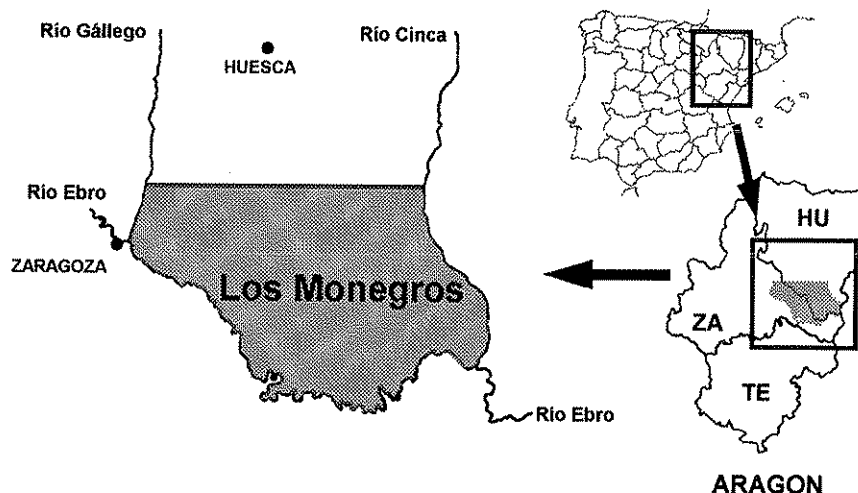 Río Gállego
HUESCA
Río Cinca
Río Ebro
ZARAGOZA
Los Monegros
Río Ebro
HU
ZA
TE
ARAGON